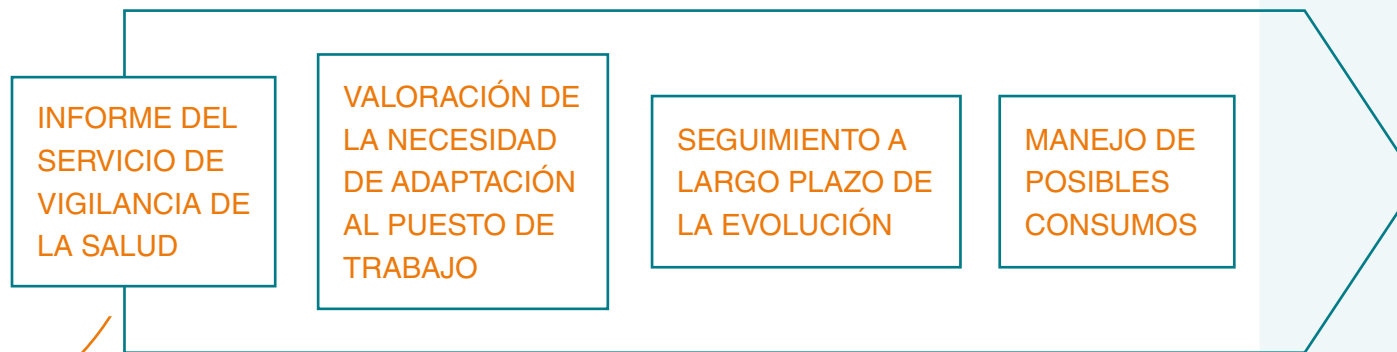 INFORME DEL
SERVICIO DE
VIGILANCIA DE
LA SALUD
VALORACIÓN DE
LA NECESIDAD
DE ADAPTACIÓN
AL PUESTO DE
TRABAJO
SEGUIMIENTO A
LARGO PLAZO DE
LA EVOLUCIÓN
MANEJO DE
POSIBLES
CONSUMOS